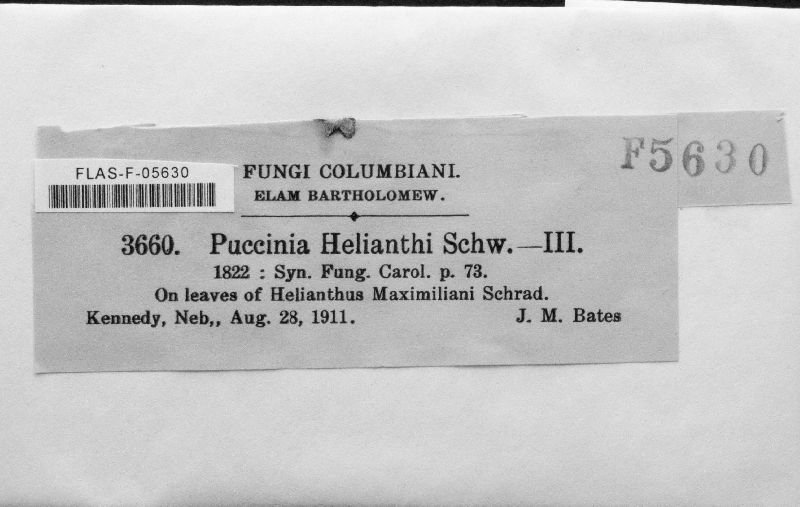 F5630
FLAS-F-05630
FUNGI COLUMBIANI.
ELAM BARTHOLOMEW.
3660. Puccinia Helianthi Schw.—III.
1822 : Syn. Fung. Carol. p. 73.
On leaves of Helianthus Maximiliani Schrad.
Kennedy, Neb,, Aug. 28, 1911. J. M. Bates